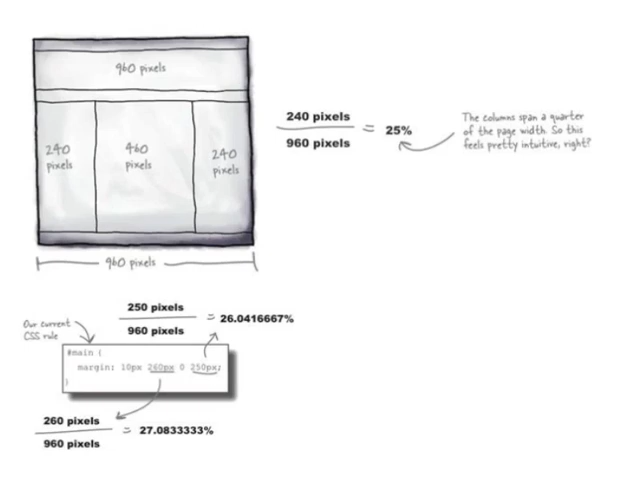 960 pixels
240
pixels
460
pixels
240
pixels
960 pixels
240 pixels
960 pixels
=
25%
The columns span a quarter
of the page width. So this
feels pretty intuitive, right?
250 pixels
960 pixels
= 26.0416667%
Our current
CSS rule
#main {
margin: 10px 260px 0 250px;
}
260 pixels
960 pixels
= 27.0833333%